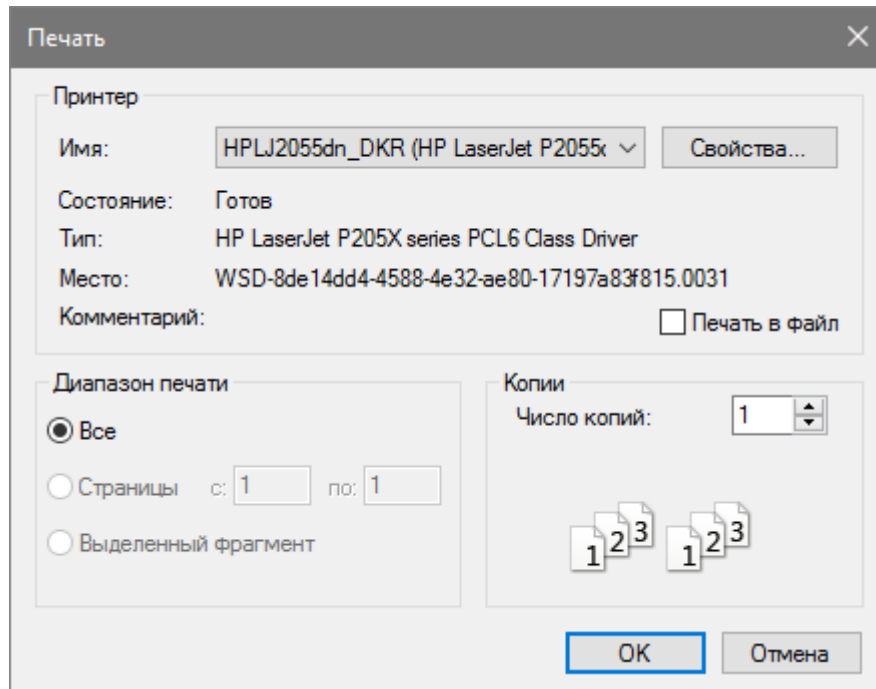 Печать
Принтер
Имя: HPLJ2055dn_DKR (HP LaserJet P2055x Свойства...
Состояние: Готов
Тип: HP LaserJet P205X series PCL6 Class Driver
Место: WSD-8de14dd4-4588-4e32-ae80-17197a83f815.0031
Комментарий: Печать в файл
Диапазон печати Копии
Все Число копий: 1
Страницы с: 1 по: 1
1 2 3 1 2 3
Выделенный фрагмент
OK Отмена